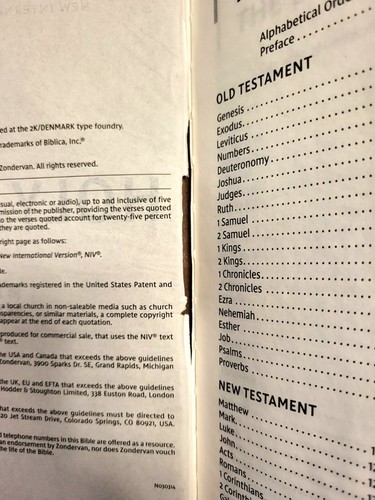 ed at the 2K/DENMARK type foundry.
rademarks of Biblica, Inc.®
Zondervan. All rights reserved.
sual, electronic or audio), up to and inclusive of five
mission of the publisher, providing the verses quoted
o the verses quoted account for twenty-five percent
they are quoted.
right page as follows:
New International Version®, NIV®.
le.
demarks registered in the United States Patent and
a local church in non-saleable media such as church
sparencies, or similar materials, a complete copyright
appear at the end of each quotation.
produced for commercial sale, that uses the NIV® text
® text.
the USA and Canada that exceeds the above guidelines
Zondervan, 3900 Sparks Dr. SE, Grand Rapids, Michigan
the UK, EU and EFTA that exceeds the above guidelines
Hodder & Stoughton Limited, 338 Euston Road, London
that exceeds the above guidelines must be directed to
20 Jet Stream Drive, Colorado Springs, CO 80921, USA.
d telephone numbers in this Bible are offered as a resource.
an endorsement by Zondervan, nor does Zondervan vouch
the life of the Bible.
N030314
Alphabetical Orde
Preface
OLD TESTAMENT
Genesis
Exodus
Leviticus
Numbers
Deuteronomy
Joshua
Judges
Ruth
1 Samuel
2 Samuel
1 Kings
2 Kings
1 Chronicles
2 Chronicles
Ezra
Nehemiah
Esther
Job
Psalms
Proverbs
NEW TESTAMENT
Matthew
Mark
Luke
John
Acts
Romans
1 Corinthians
2 Corinthians